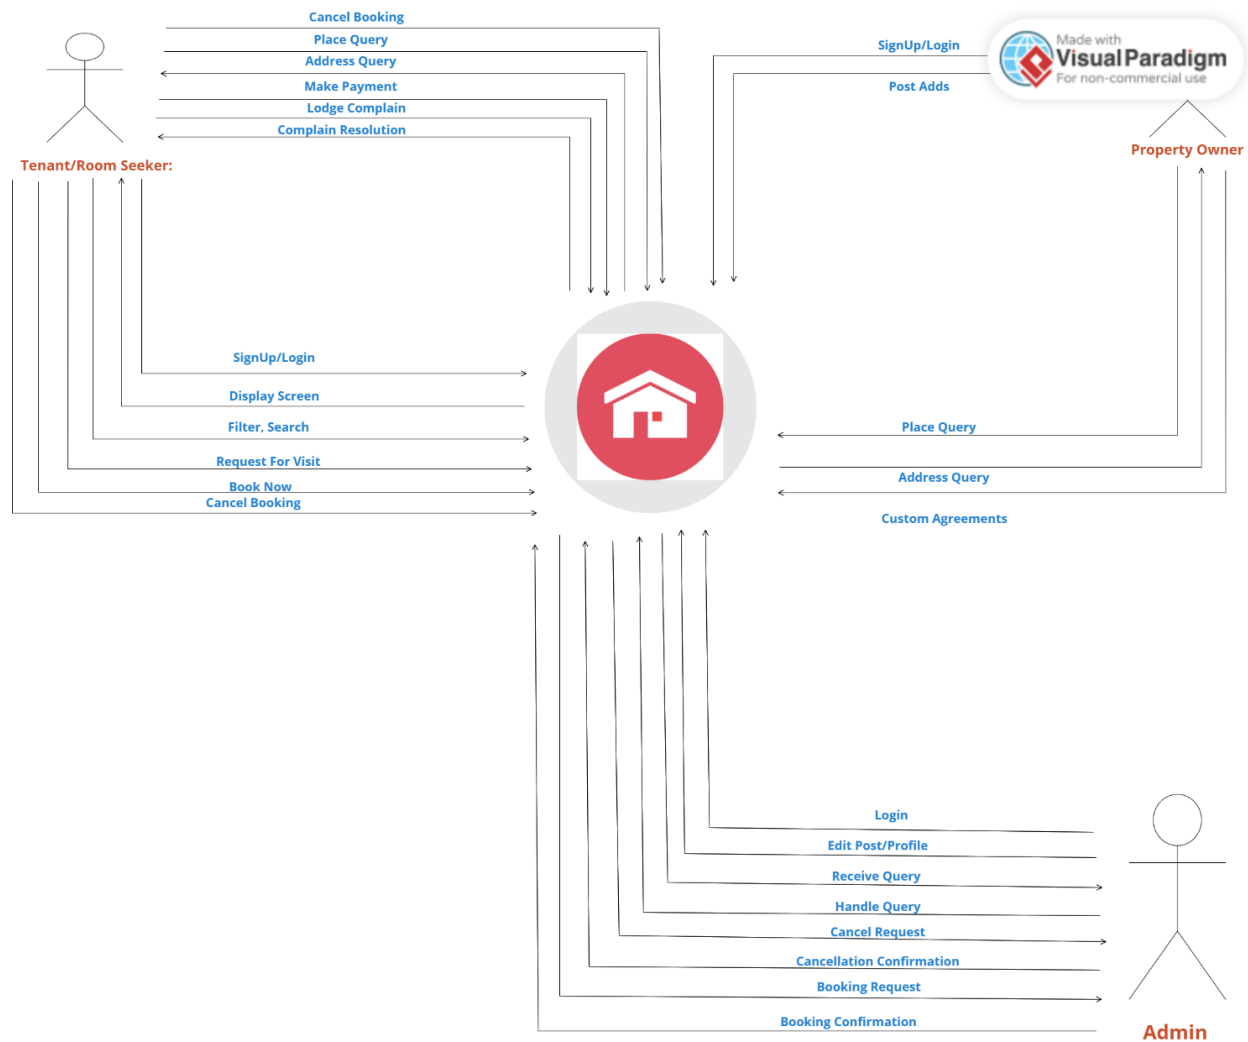 Cancel Booking
Place Query
Address Query
Make Payment
Lodge Complain
Complain Resolution
Tenant/Room Seeker:
SignUp/Login
Post Adds
Made with
Visual Paradigm
For non-commercial use
Property Owner
SignUp/Login
Display Screen
Filter, Search
Request For Visit
Book Now
Cancel Booking
Place Query
Address Query
Custom Agreements
Login
Edit Post/Profile
Receive Query
Handle Query
Cancel Request
Cancellation Confirmation
Booking Request
Booking Confirmation
Admin